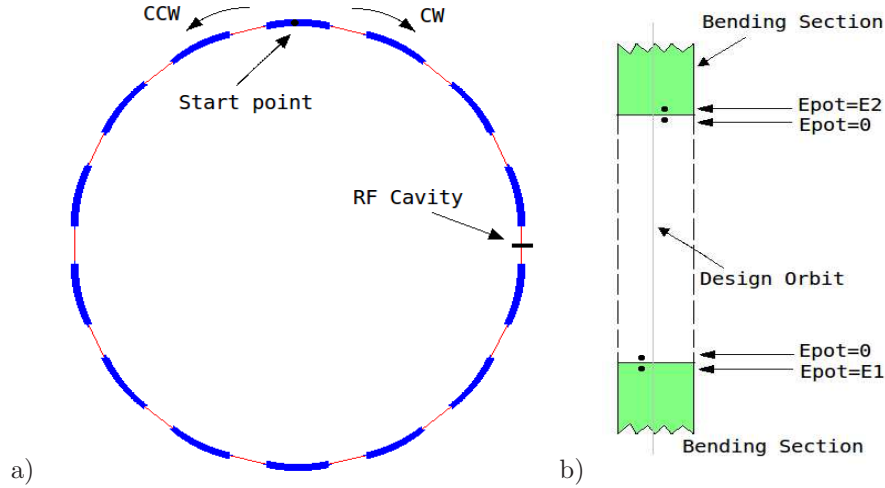 CCW
CW
Start point
RF Cavity
a)
Bending Section
Epot=E2
Epot=0
Design Orbit
Epot=0
Epot=E1
Bending Section
b)